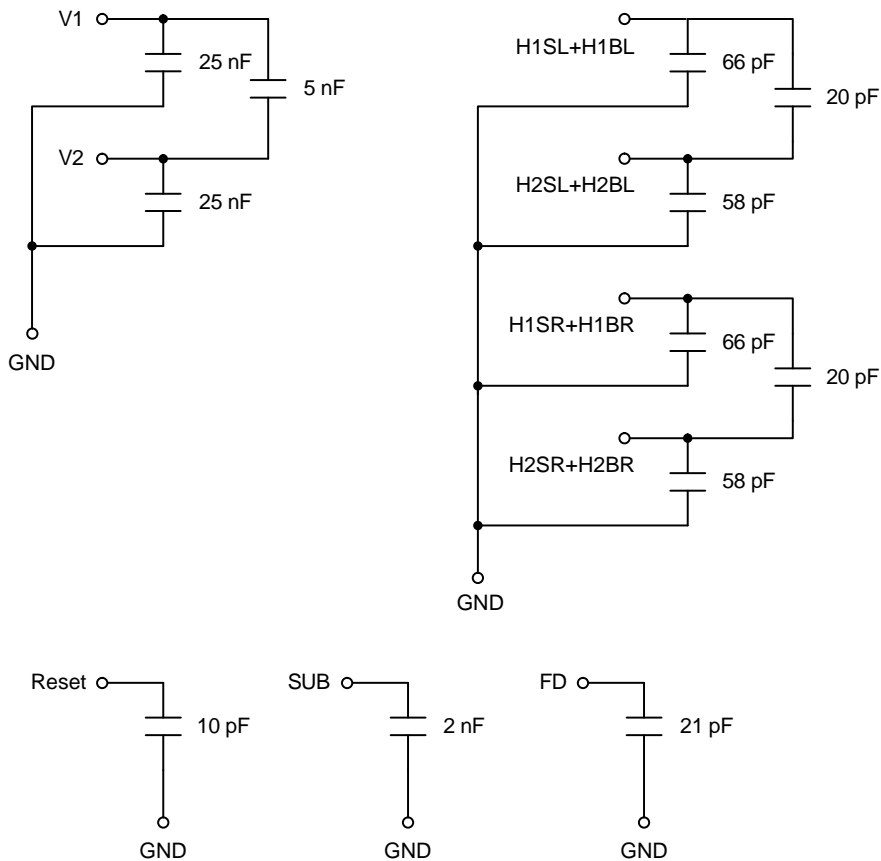 V1
25 nF
5 nF
V2
25 nF
GND
H1SL+H1BL
66 pF
20 pF
H2SL+H2BL
58 pF
H1SR+H1BR
66 pF
20 pF
H2SR+H2BR
58 pF
GND
Reset
10 pF
GND
SUB
2 nF
GND
FD
21 pF
GND